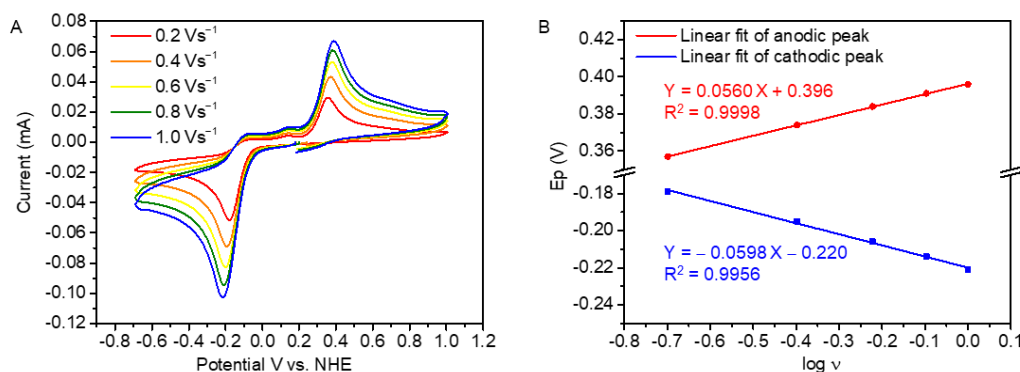 A
0.2 Vs⁻¹
0.4 Vs⁻¹
0.6 Vs⁻¹
0.8 Vs⁻¹
1.0 Vs⁻¹
0.08
0.06
0.04
0.02
0.00
-0.02
-0.04
-0.06
-0.08
-0.10
-0.12
Current (mA)
-0.8 -0.6 -0.4 -0.2 0.0 0.2 0.4 0.6 0.8 1.0 1.2
Potential V vs. NHE
B
Linear fit of anodic peak
Linear fit of cathodic peak
Y = 0.0560 X + 0.396
R² = 0.9998
Y = – 0.0598 X – 0.220
R² = 0.9956
0.42
0.40
0.38
0.36
-0.18
-0.20
-0.22
-0.24
Ep (V)
-0.8 -0.7 -0.6 -0.5 -0.4 -0.3 -0.2 -0.1 0.0 0.1
log ν